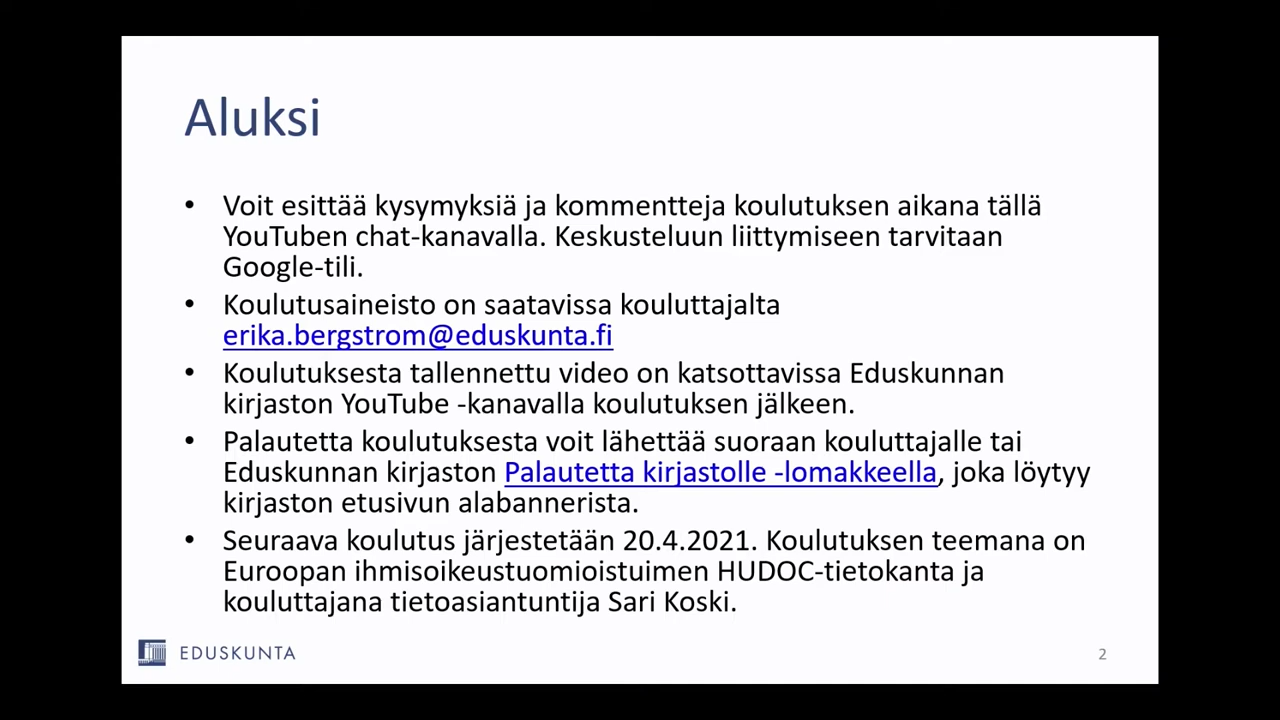 Aluksi
• Voit esittää kysymyksiä ja kommentteja koulutuksen aikana tällä
YouTuben chat-kanavalla. Keskusteluun liittymiseen tarvitaan
Google-tili.
• Koulutusaineisto on saatavissa kouluttajalta
erika.bergstrom@eduskunta.fi
• Koulutuksesta tallennettu video on katsottavissa Eduskunnan
kirjaston YouTube -kanavalla koulutuksen jälkeen.
• Palautetta koulutuksesta voit lähettää suoraan kouluttajalle tai
Eduskunnan kirjaston Palautetta kirjastolle -lomakkeella, joka löytyy
kirjaston etusivun alabannerista.
• Seuraava koulutus järjestetään 20.4.2021. Koulutuksen teemana on
Euroopan ihmisoikeustuomioistuimen HUDOC-tietokanta ja
kouluttajana tietoasiantuntija Sari Koski.
EDUSKUNTA
2